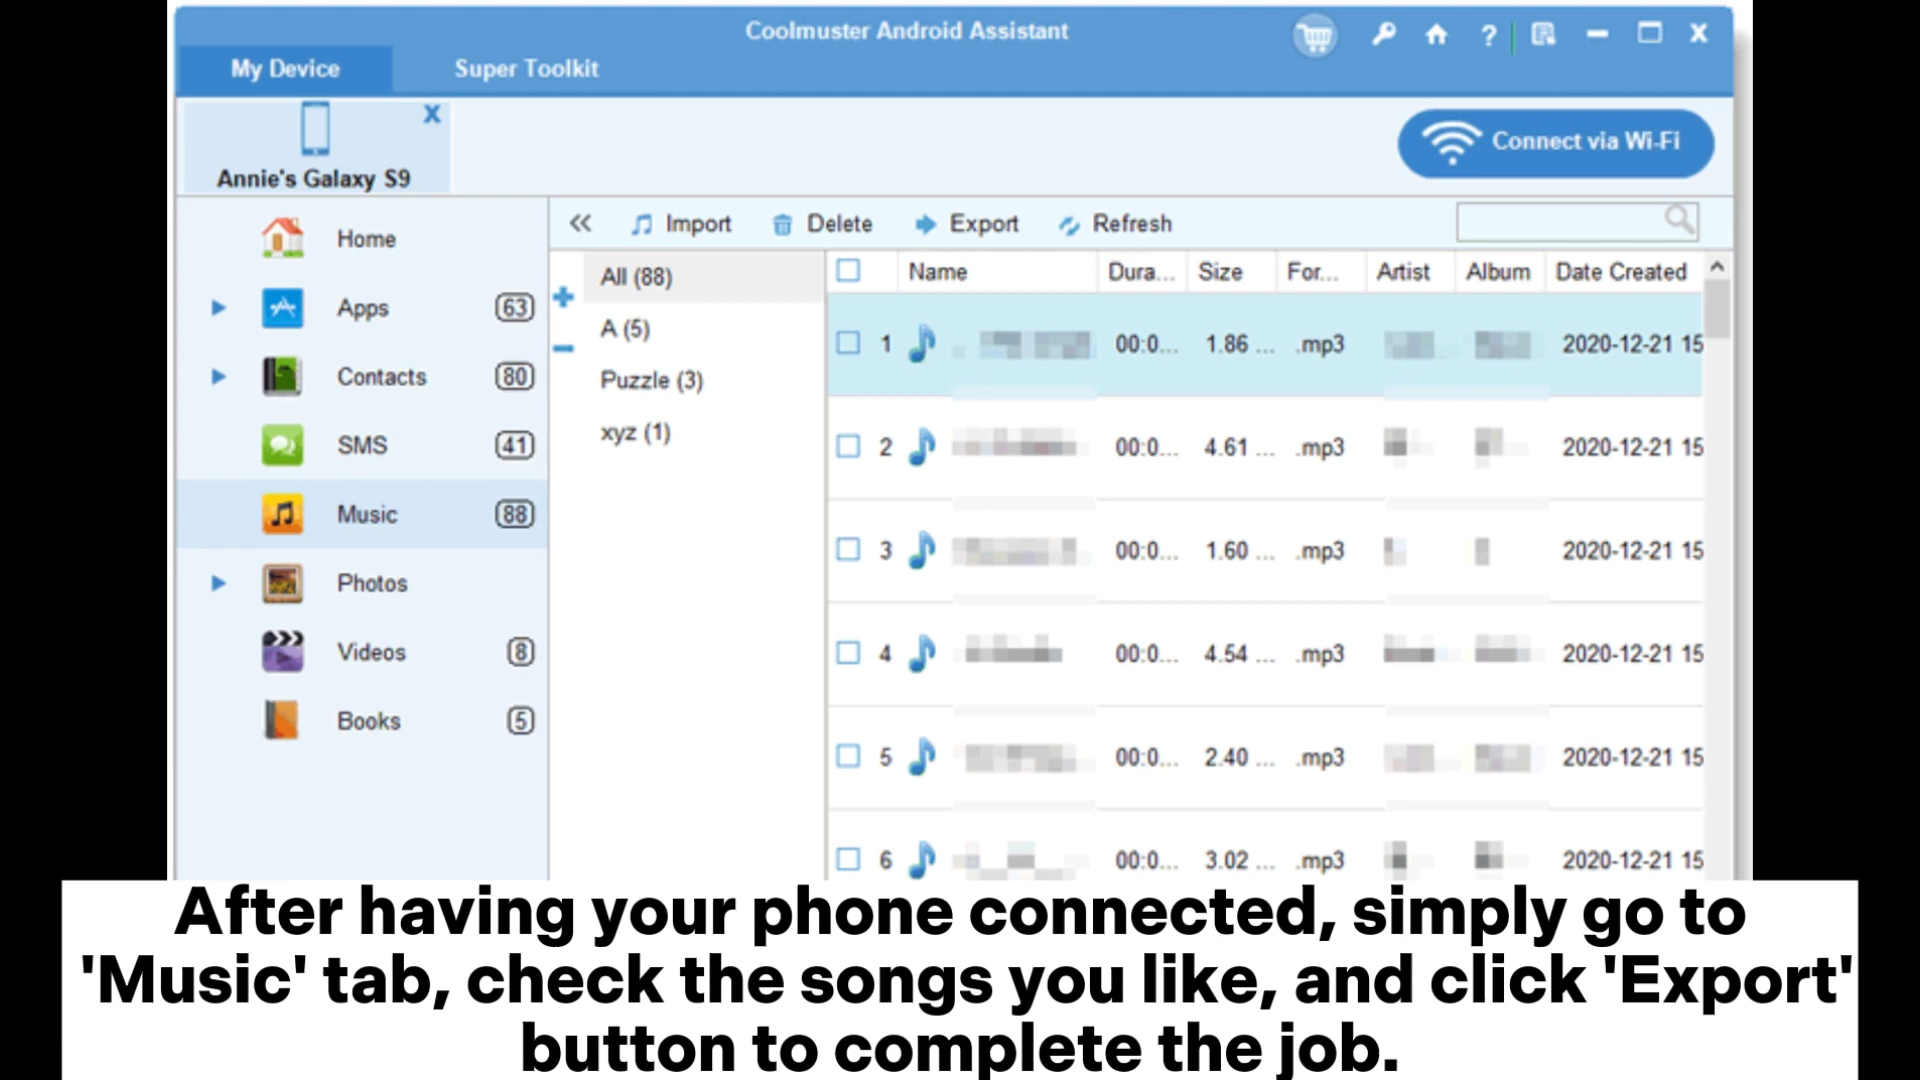 Coolmuster Android Assistant
?
My Device
Super Toolkit
X
Annie's Galaxy S9
Connect via Wi-Fi
Import
Delete
Export
Refresh
Home
Apps 63
Contacts 80
SMS 41
Music 88
Photos
Videos 8
Books 5
All (88)
A (5)
Puzzle (3)
xyz (1)
Name Dura... Size For... Artist Album Date Created
1 00:0... 1.86 ... .mp3 2020-12-21 15
2 00:0... 4.61 ... .mp3 2020-12-21 15
3 00:0... 1.60 ... .mp3 2020-12-21 15
4 00:0... 4.54 ... .mp3 2020-12-21 15
5 00:0... 2.40 ... .mp3 2020-12-21 15
6 00:0... 3.02 ... .mp3 2020-12-21 15
After having your phone connected, simply go to
'Music' tab, check the songs you like, and click 'Export'
button to complete the job.